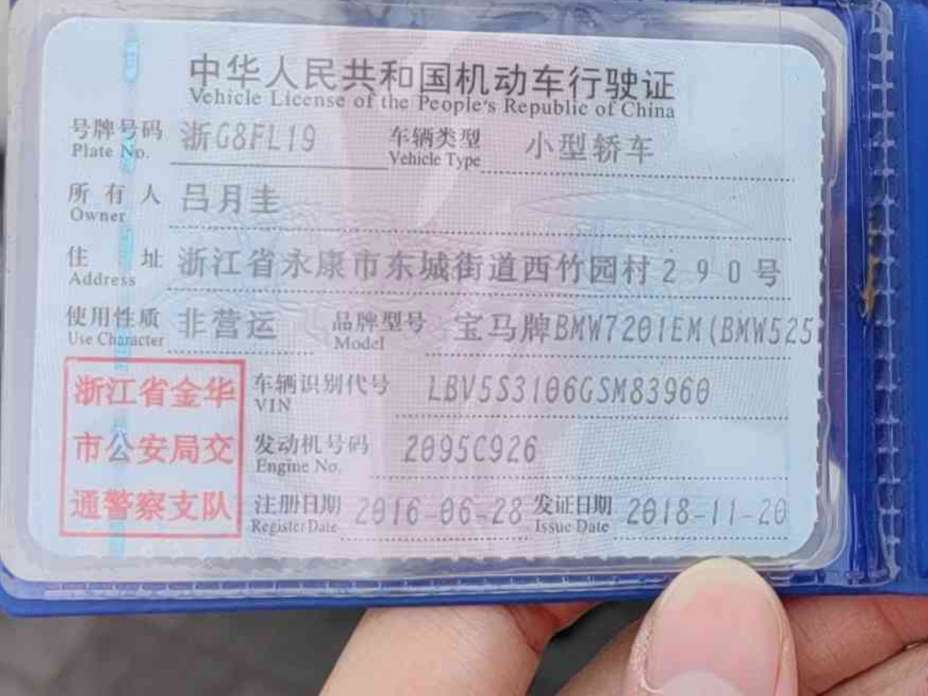 中华人民共和国机动车行驶证
Vehicle License of the People's Republic of China
号牌号码 浙G8FL19 车辆类型 小型轿车
Plate No. Vehicle Type
所有人 吕月圭
Owner
住址 浙江省永康市东城街道西竹园村290号
Address
使用性质 非营运 品牌型号 宝马牌BMW7201EM(BMW525
Use Character Model
浙江省金华
市公安局交
通警察支队
车辆识别代号 LBV5S3106GSM83960
VIN
发动机号码 2095C926
Engine No.
注册日期 2016-06-28 发证日期 2018-11-20
Register Date Issue Date